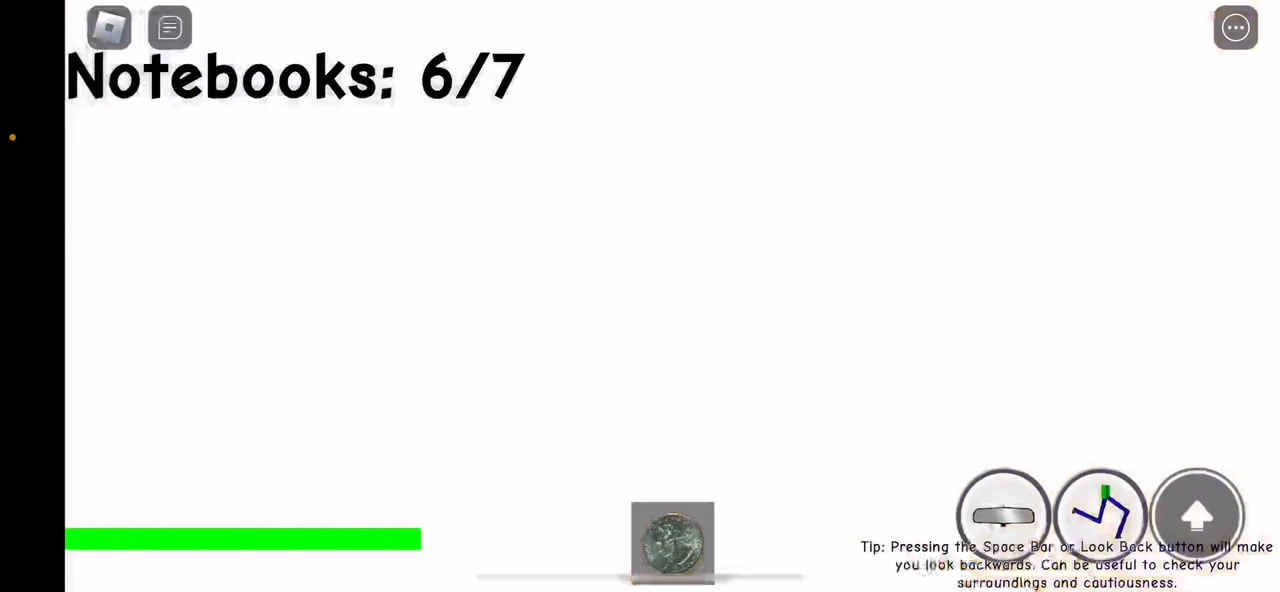 Notebooks: 6/7
Tip: Pressing the Space Bar or Look Back button will make
you look backwards. Can be useful to check your
surroundings and cautiousness.